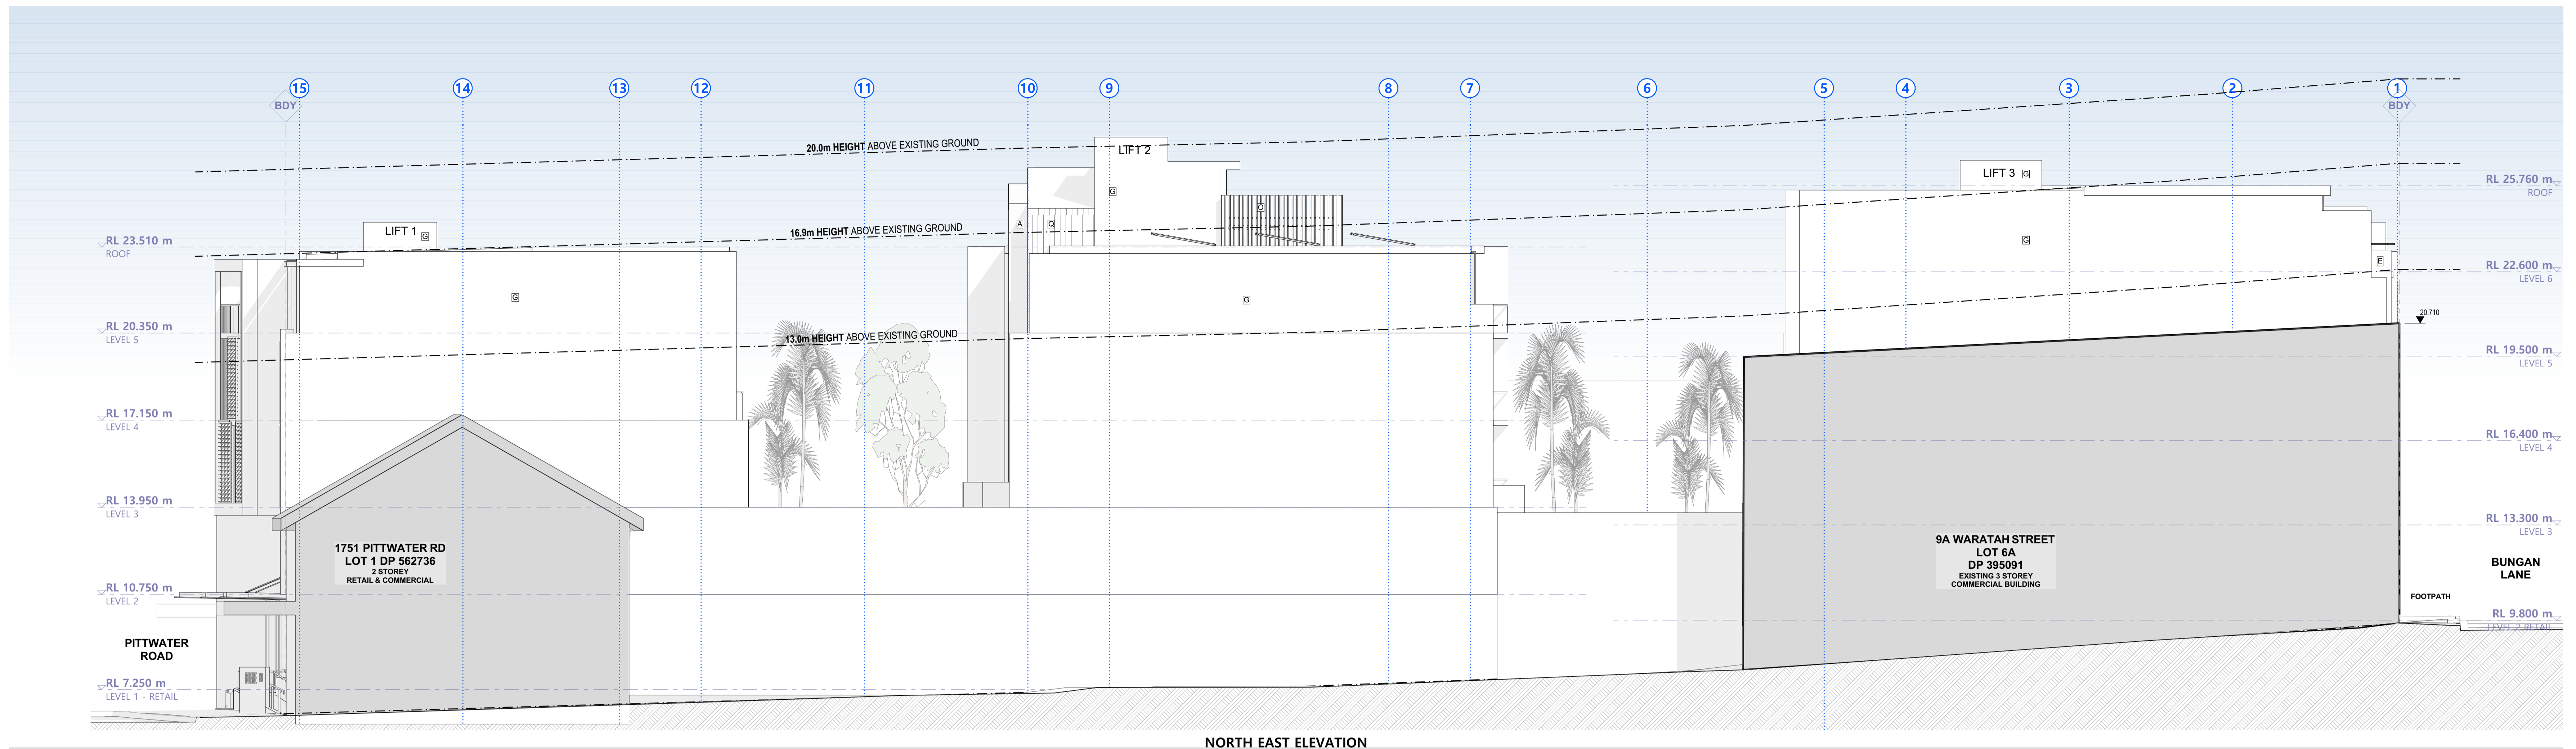 15
14
13
12
11
10
9
8
7
6
5
4
3
2
1
BDY
BDY
20.0m HEIGHT ABOVE EXISTING GROUND
LIFT 2
G
LIFT 3 G
RL 25.760 m
ROOF
O
A
O
LIFT 1
G
16.9m HEIGHT ABOVE EXISTING GROUND
RL 23.510 m
ROOF
G
E
RL 22.600 m
LEVEL 6
G
G
20.710
RL 20.350 m
LEVEL 5
13.0m HEIGHT ABOVE EXISTING GROUND
RL 19.500 m
LEVEL 5
RL 17.150 m
LEVEL 4
RL 16.400 m
LEVEL 4
RL 13.950 m
LEVEL 3
RL 13.300 m
LEVEL 3
1751 PITTWATER RD
LOT 1 DP 562736
2 STOREY
RETAIL & COMMERCIAL
9A WARATAH STREET
LOT 6A
DP 395091
EXISTING 3 STOREY
COMMERCIAL BUILDING
BUNGAN
LANE
RL 10.750 m
LEVEL 2
FOOTPATH
RL 9.800 m
LEVEL 2 RETAIL
PITTWATER
ROAD
RL 7.250 m
LEVEL 1 - RETAIL
NORTH EAST ELEVATION